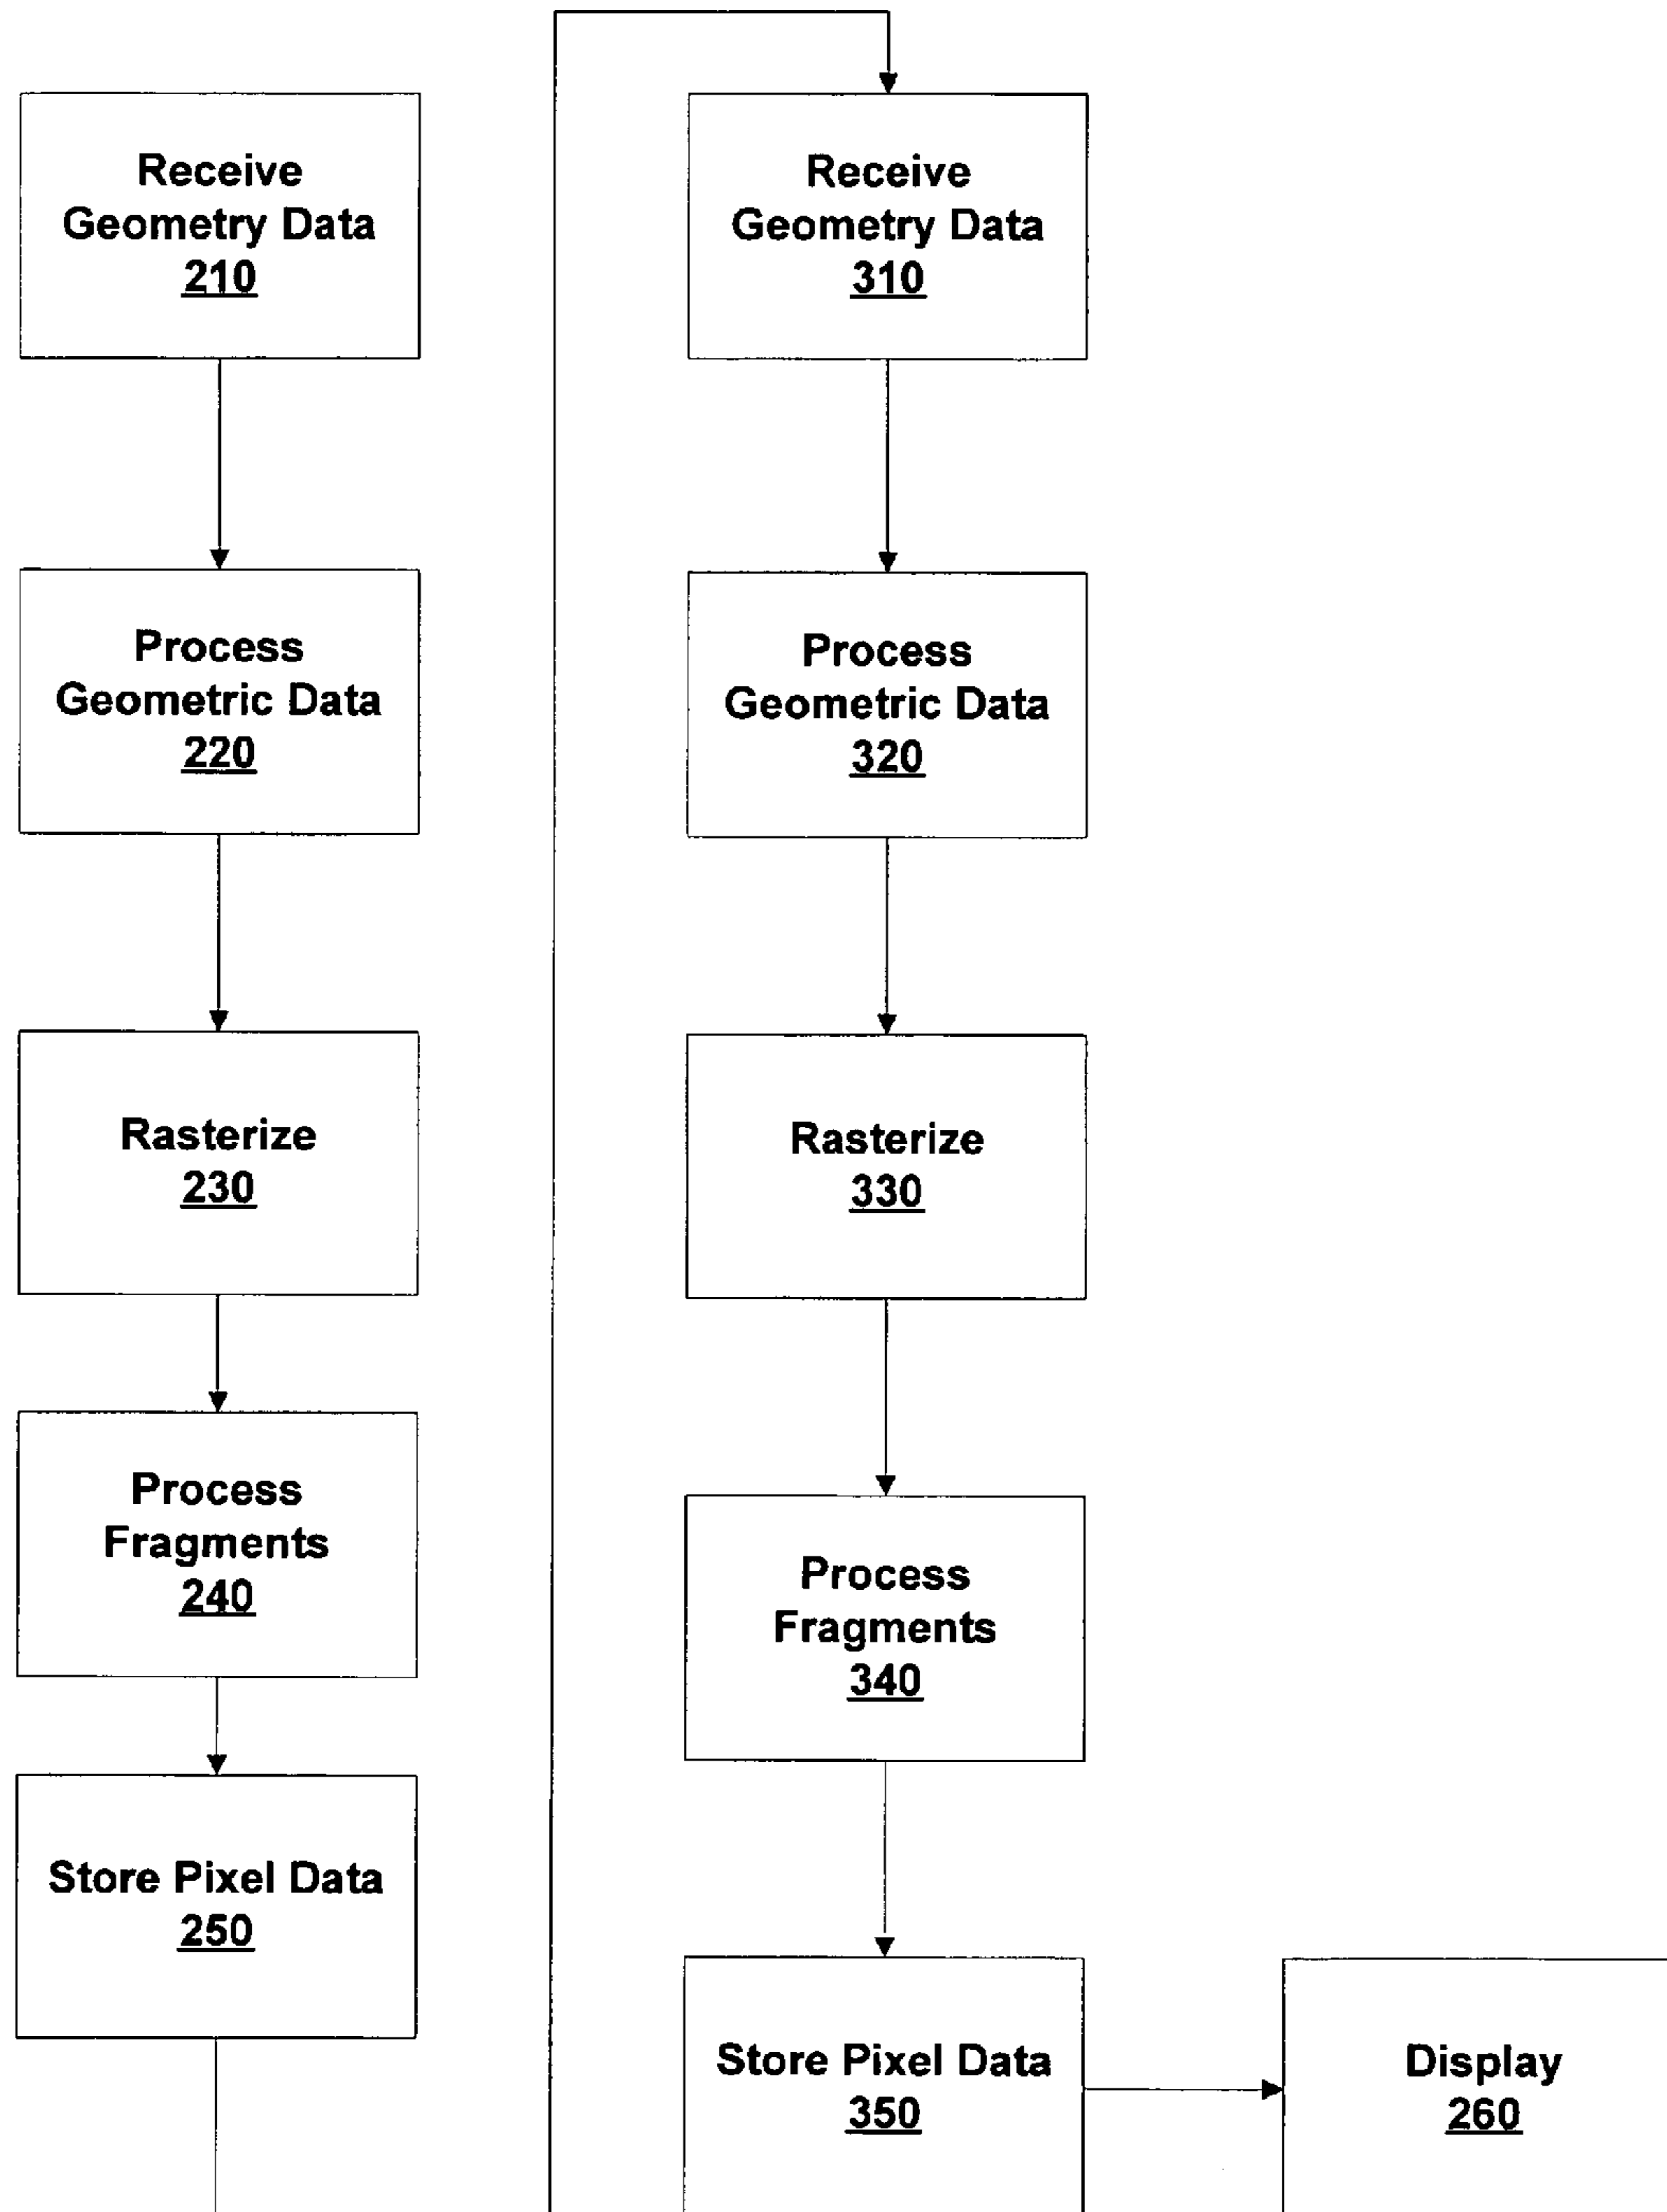 Receive
Geometry Data
210
Process
Geometric Data
220
Rasterize
230
Process
Fragments
240
Store Pixel Data
250
Receive
Geometry Data
310
Process
Geometric Data
320
Rasterize
330
Process
Fragments
340
Store Pixel Data
350
Display
260